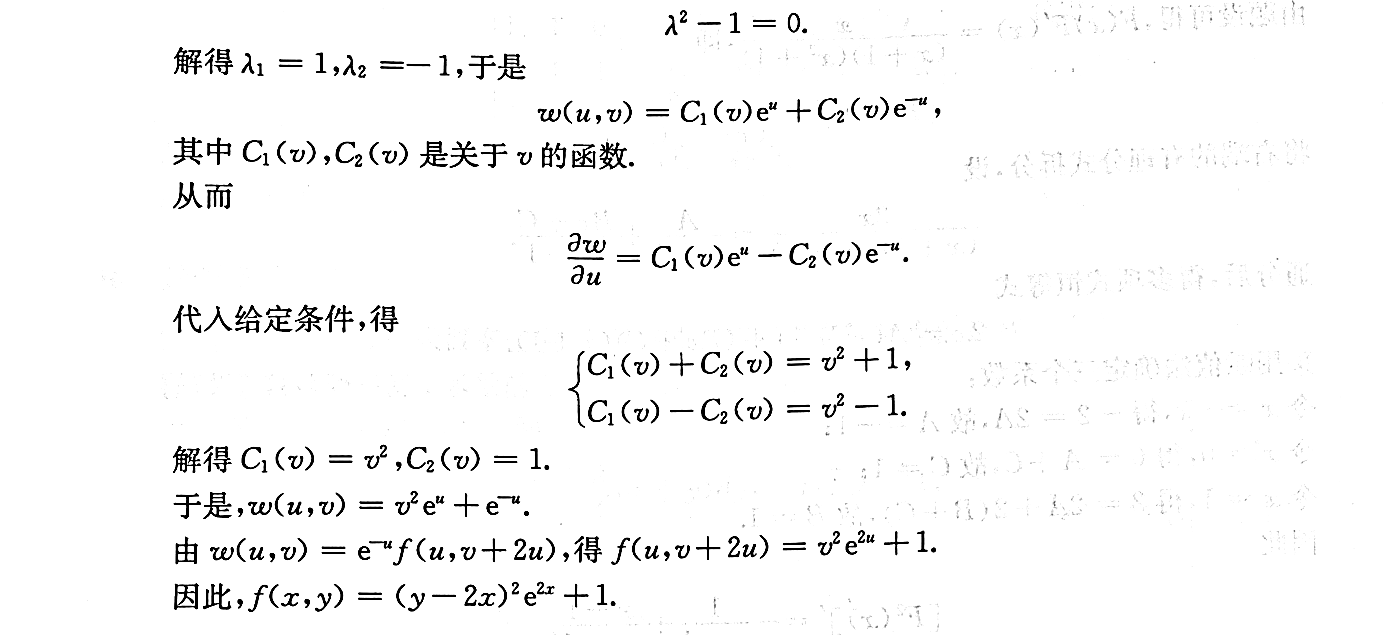 λ² − 1 = 0.
解得 λ₁ = 1,λ₂ =− 1,于是
w(u,v) = C₁(v)eᵘ + C₂(v)e⁻ᵘ,
其中 C₁(v),C₂(v) 是关于 v 的函数.
从而
∂w/∂u = C₁(v)eᵘ − C₂(v)e⁻ᵘ.
代入给定条件,得
{C₁(v) + C₂(v) = v² + 1,
C₁(v) − C₂(v) = v² − 1.
解得 C₁(v) = v²,C₂(v) = 1.
于是,w(u,v) = v²eᵘ + e⁻ᵘ.
由 w(u,v) = e⁻ᵘf(u,v + 2u),得 f(u,v + 2u) = v²e²ᵘ + 1.
因此,f(x,y) = (y − 2x)²e²ˣ + 1.